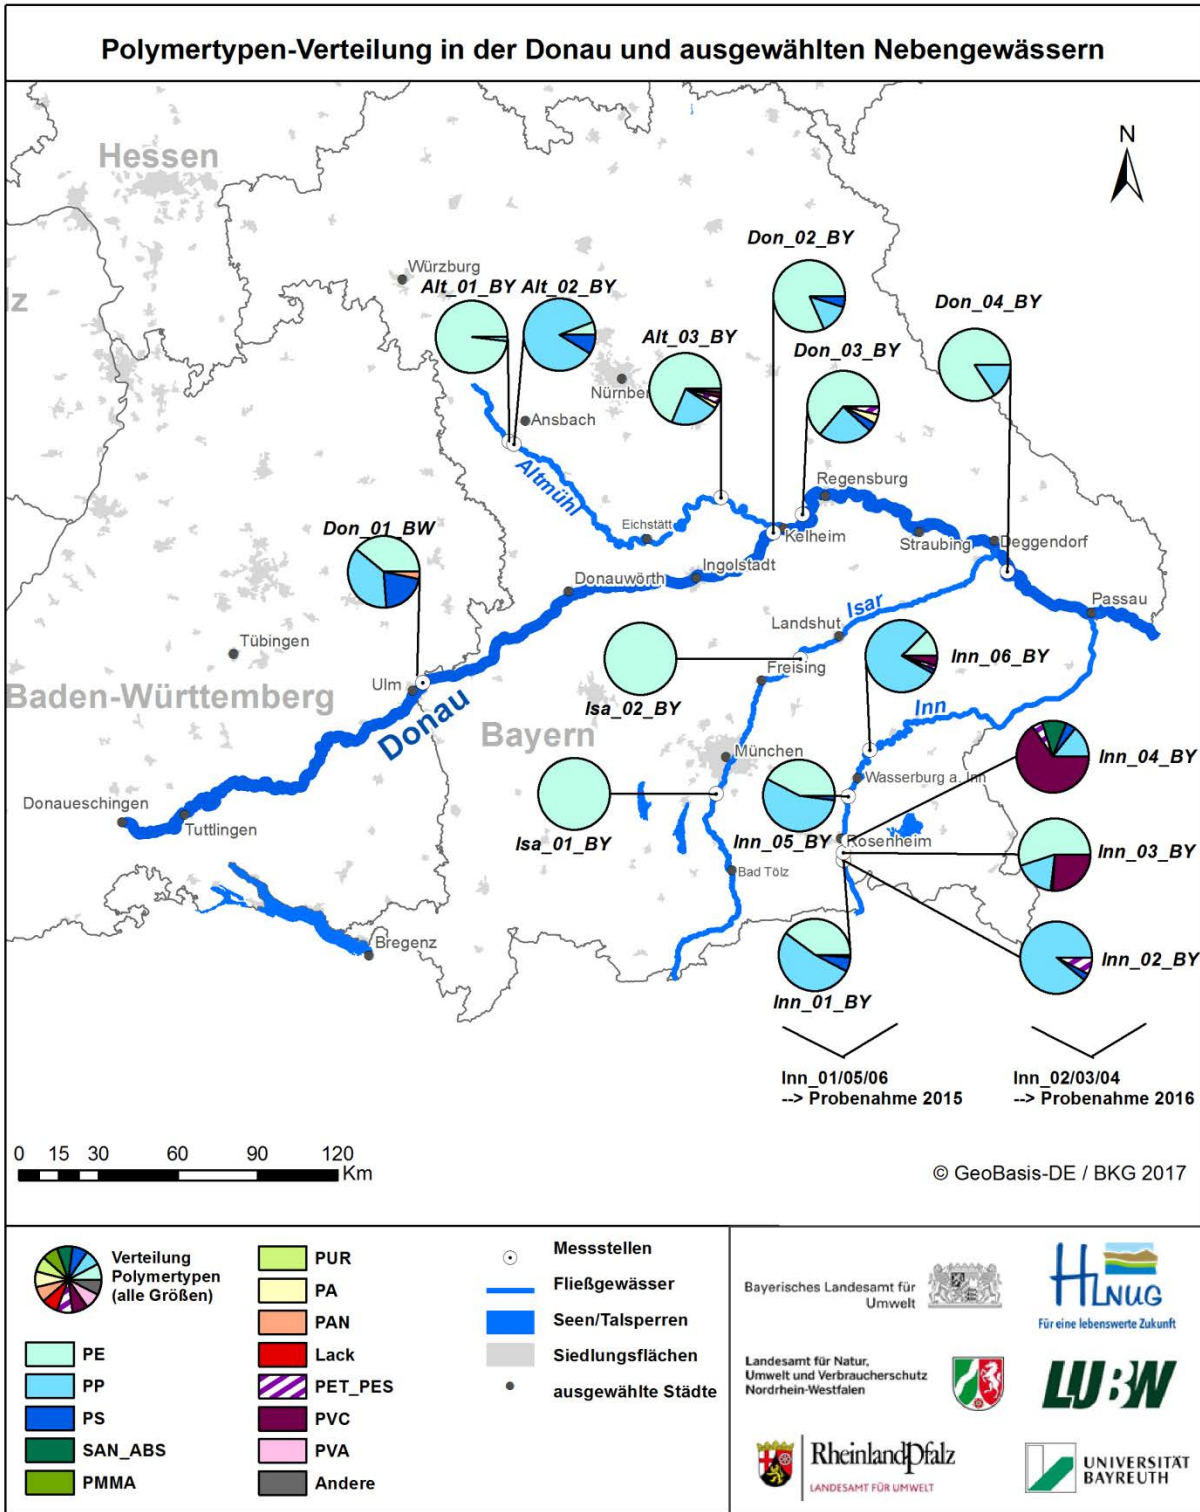 Polymertypen-Verteilung in der Donau und ausgewählten Nebengewässern
Hessen
N
lz
Würzburg
Alt_01_BY
Alt_02_BY
Don_02_BY
Don_04_BY
Alt_03_BY
Don_03_BY
Nürnber
Ansbach
Altmühl
Regensburg
Eichstätt
Kelheim
Straubing
Deggendorf
Don_01_BW
Donauwörth
Ingolstadt
Isar
Passau
Landshut
Tübingen
Freising
Inn_06_BY
Ulm
Baden-Württemberg
Donau
Isa_02_BY
Inn
Bayern
München
Inn_04_BY
Wasserburg a. Inn
Donaueschingen
Tuttlingen
Isa_01_BY
Inn_05_BY
Rosenheim
Inn_03_BY
Bad Tölz
Bregenz
Inn_02_BY
Inn_01_BY
Inn_01/05/06
--> Probenahme 2015
Inn_02/03/04
--> Probenahme 2016
0 15 30 60 90 120
Km
© GeoBasis-DE / BKG 2017
Verteilung
Polymertypen
(alle Größen)
PE
PP
PS
SAN_ABS
PMMA
PUR
PA
PAN
Lack
PET_PES
PVC
PVA
Andere
Messstellen
Fließgewässer
Seen/Talsperren
Siedlungsflächen
ausgewählte Städte
Bayerisches Landesamt für
Umwelt
HLNUG
Für eine lebenswerte Zukunft
Landesamt für Natur,
Umwelt und Verbraucherschutz
Nordrhein-Westfalen
LUBW
RheinlandPfalz
LANDESAMT FÜR UMWELT
UNIVERSITÄT
BAYREUTH